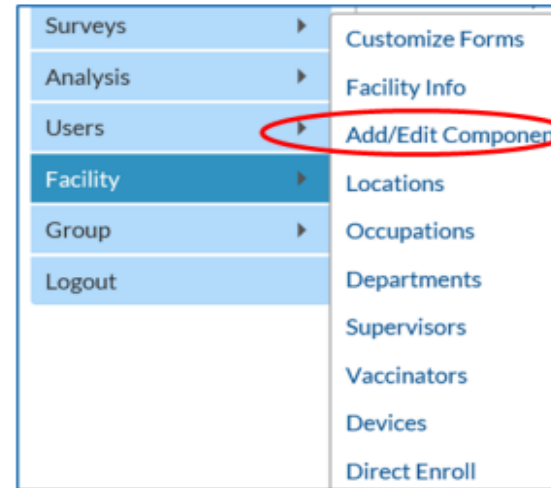 Surveys
Analysis
Users
Facility
Group
Logout
Customize Forms
Facility Info
Add/Edit Componen
Locations
Occupations
Departments
Supervisors
Vaccinators
Devices
Direct Enroll